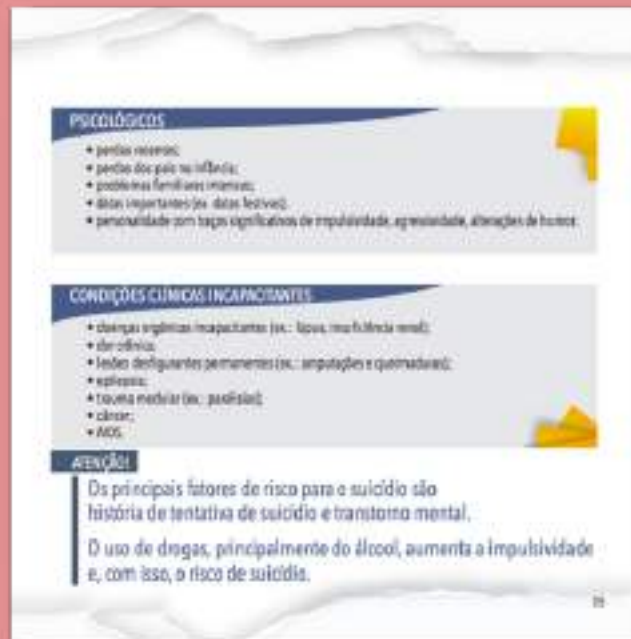 PSICOLÓGICOS
• perdas recentes;
• perdas dos pais na infância;
• problemas familiares intensos;
• datas importantes (ex. datas festivas);
• personalidade com traços significativos de impulsividade, agressividade, alterações de humor.
CONDIÇÕES CLÍNICAS INCAPACITANTES
• doenças orgânicas incapacitantes (ex.: lúpus, insuficiência renal);
• dor crônica;
• lesões desfigurantes permanentes (ex.: amputações e queimaduras);
• epilepsia;
• trauma medular (ex.: paralisias);
• câncer;
• AIDS.
ATENÇÃO!
Os principais fatores de risco para o suicídio são
história de tentativa de suicídio e transtorno mental.
O uso de drogas, principalmente do álcool, aumenta a impulsividade
e, com isso, o risco de suicídio.